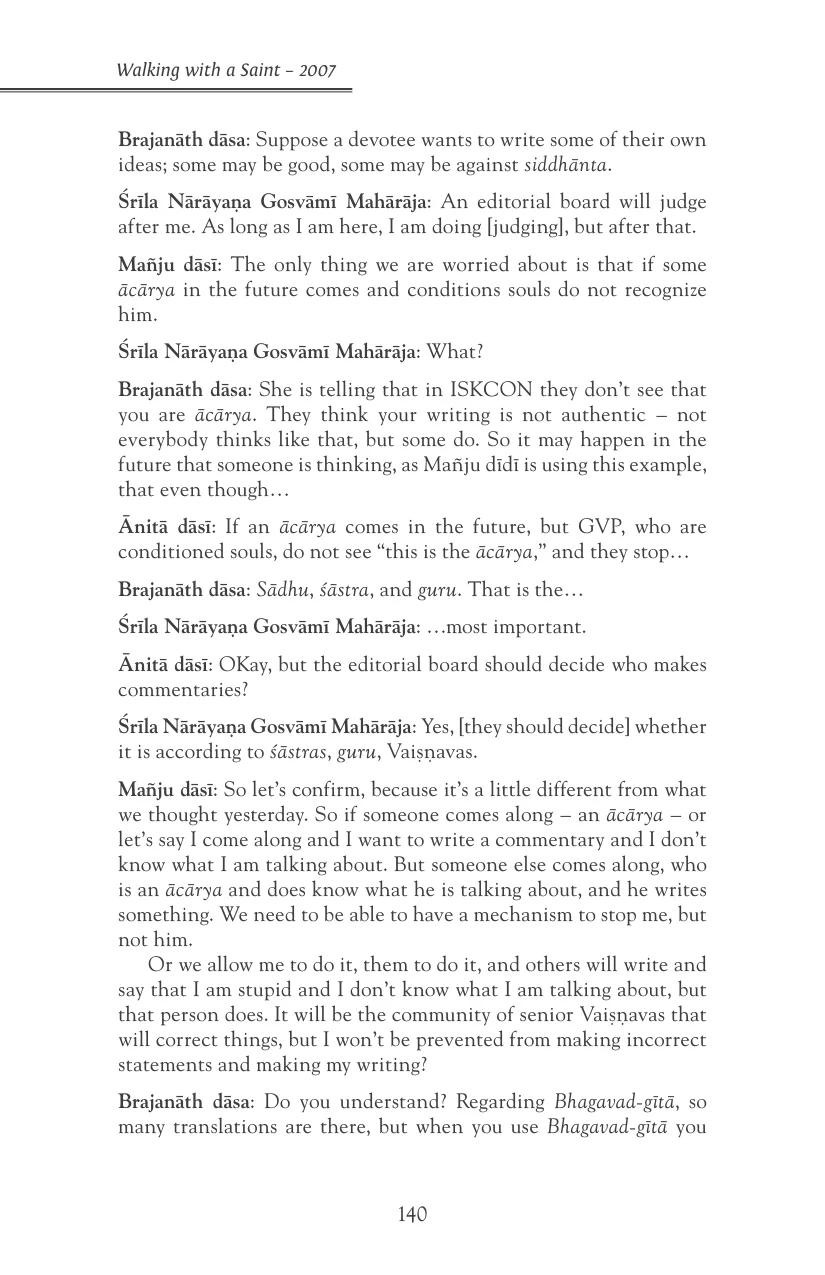 Walking with a Saint – 2007
Brajanāth dāsa: Suppose a devotee wants to write some of their own
ideas; some may be good, some may be against siddhānta.
Śrīla Nārāyaṇa Gosvāmī Mahārāja: An editorial board will judge
after me. As long as I am here, I am doing [judging], but after that.
Mañju dāsī: The only thing we are worried about is that if some
ācārya in the future comes and conditions souls do not recognize
him.
Śrīla Nārāyaṇa Gosvāmī Mahārāja: What?
Brajanāth dāsa: She is telling that in ISKCON they don’t see that
you are ācārya. They think your writing is not authentic – not
everybody thinks like that, but some do. So it may happen in the
future that someone is thinking, as Mañju dīdī is using this example,
that even though…
Ānitā dāsī: If an ācārya comes in the future, but GVP, who are
conditioned souls, do not see “this is the ācārya,” and they stop…
Brajanāth dāsa: Sādhu, śāstra, and guru. That is the…
Śrīla Nārāyaṇa Gosvāmī Mahārāja: …most important.
Ānitā dāsī: OKay, but the editorial board should decide who makes
commentaries?
Śrīla Nārāyaṇa Gosvāmī Mahārāja: Yes, [they should decide] whether
it is according to śāstras, guru, Vaiṣṇavas.
Mañju dāsī: So let’s confirm, because it’s a little different from what
we thought yesterday. So if someone comes along – an ācārya – or
let’s say I come along and I want to write a commentary and I don’t
know what I am talking about. But someone else comes along, who
is an ācārya and does know what he is talking about, and he writes
something. We need to be able to have a mechanism to stop me, but
not him.
Or we allow me to do it, them to do it, and others will write and
say that I am stupid and I don’t know what I am talking about, but
that person does. It will be the community of senior Vaiṣṇavas that
will correct things, but I won’t be prevented from making incorrect
statements and making my writing?
Brajanāth dāsa: Do you understand? Regarding Bhagavad-gītā, so
many translations are there, but when you use Bhagavad-gītā you
140